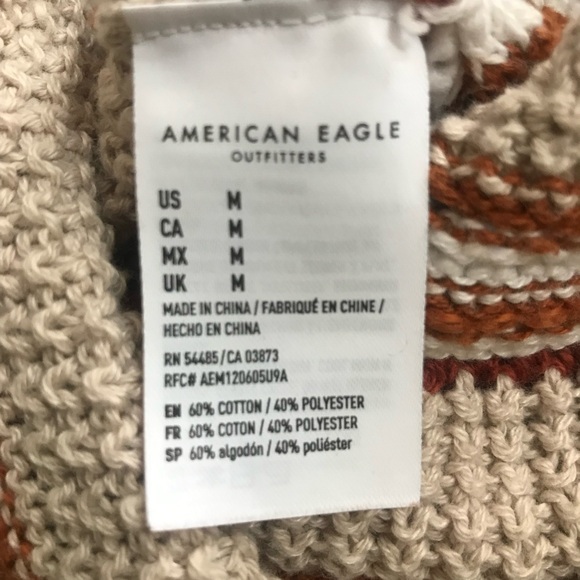 AMERICAN EAGLE
OUTFITTERS
US M
CA M
MX M
UK M
MADE IN CHINA / FABRIQUÉ EN CHINE /
HECHO EN CHINA
RN 54485 / CA 03873
RFC# AEM120605U9A
EN 60% COTTON / 40% POLYESTER
FR 60% COTON / 40% POLYESTER
SP 60% algodón / 40% poliéster